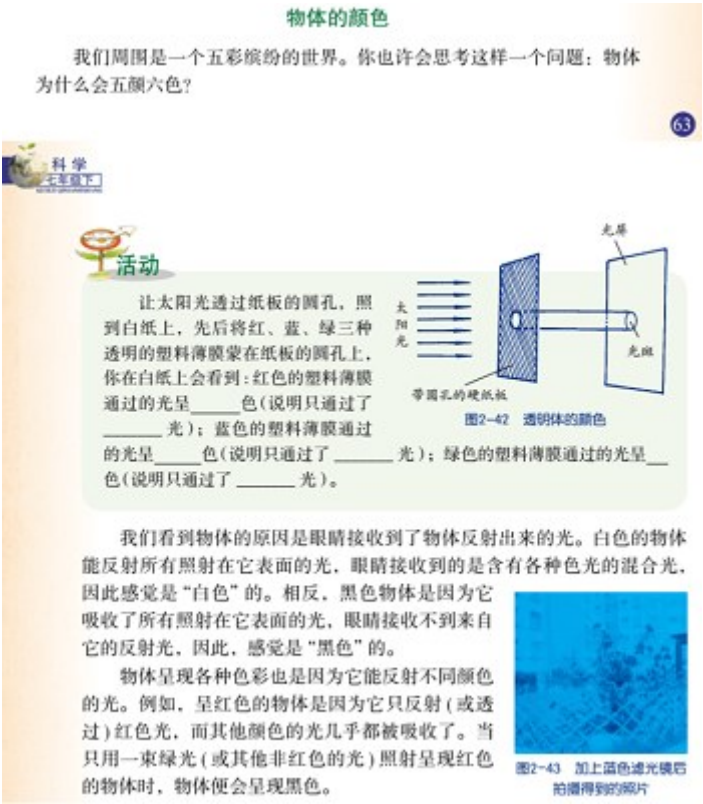 物体的颜色
我们周围是一个五彩缤纷的世界。你也许会思考这样一个问题：物体
为什么会五颜六色？
63
科学
七年级下
活动
让太阳光透过纸板的圆孔，照
到白纸上，先后将红、蓝、绿三种
透明的塑料薄膜蒙在纸板的圆孔上，
你在白纸上会看到：红色的塑料薄膜
通过的光呈_____色(说明只通过了
______光)；蓝色的塑料薄膜通过
的光呈_____色(说明只通过了______光)；绿色的塑料薄膜通过的光呈__
色(说明只通过了______光)。
太阳光
光屏
光斑
带圆孔的硬纸板
图2-42 透明体的颜色
我们看到物体的原因是眼睛接收到了物体反射出来的光。白色的物体
能反射所有照射在它表面的光，眼睛接收到的是含有各种色光的混合光，
因此感觉是“白色”的。相反，黑色物体是因为它
吸收了所有照射在它表面的光，眼睛接收不到来自
它的反射光，因此，感觉是“黑色”的。
物体呈现各种色彩也是因为它能反射不同颜色
的光。例如，呈红色的物体是因为它只反射(或透
过)红色光，而其他颜色的光几乎都被吸收了。当
只用一束绿光(或其他非红色的光)照射呈现红色
的物体时，物体便会呈现黑色。
图2-43 加上蓝色滤光镜后
拍摄得到的照片